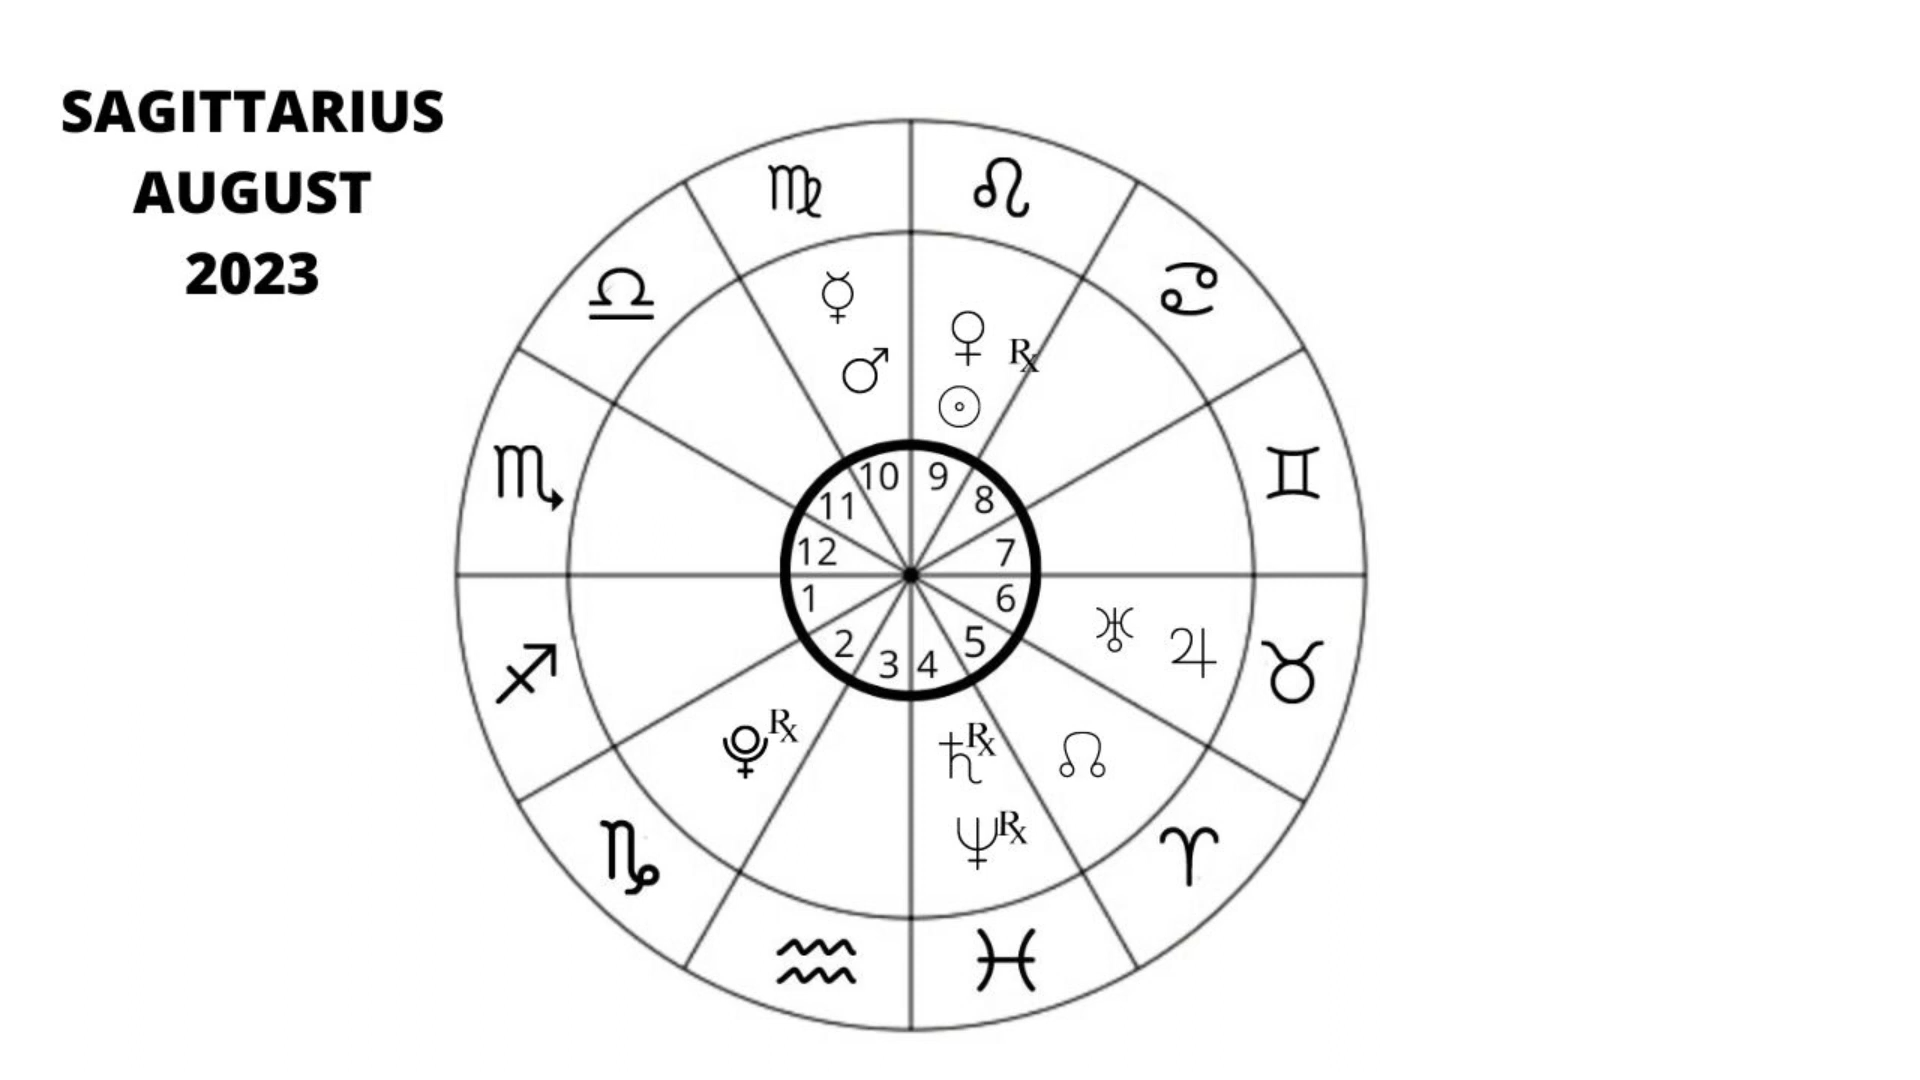 SAGITTARIUS
AUGUST
2023
♍ ♌
♎ ☿ ♀ ℞ ♋
♂ ☉
♏ 10 9 ♊
11 8
12 7
1 6 ♅ ♃
♐ 2 5 ♉
3 4
♇ ℞ ♄ ℞ ☊
♑ ♆ ℞ ♈
♒ ♓